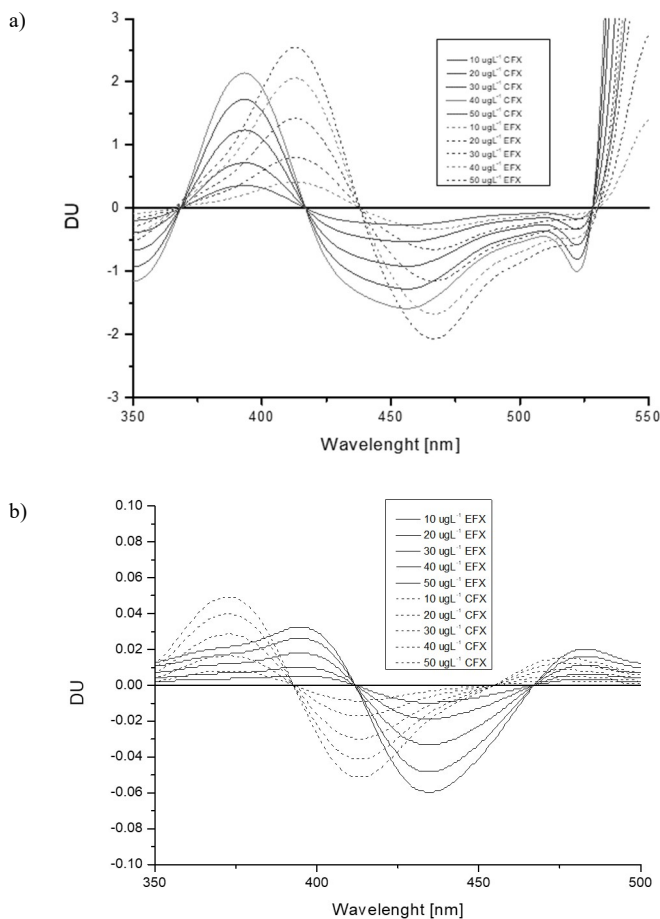 a)
3
2
1
0
-1
-2
-3
DU
10 ugL⁻¹ CFX
20 ugL⁻¹ CFX
30 ugL⁻¹ CFX
40 ugL⁻¹ CFX
50 ugL⁻¹ CFX
10 ugL⁻¹ EFX
20 ugL⁻¹ EFX
30 ugL⁻¹ EFX
40 ugL⁻¹ EFX
50 ugL⁻¹ EFX
350 400 450 500 550
Wavelenght [nm]
b)
0.10
0.08
0.06
0.04
0.02
0.00
-0.02
-0.04
-0.06
-0.08
-0.10
DU
10 ugL⁻¹ EFX
20 ugL⁻¹ EFX
30 ugL⁻¹ EFX
40 ugL⁻¹ EFX
50 ugL⁻¹ EFX
10 ugL⁻¹ CFX
20 ugL⁻¹ CFX
30 ugL⁻¹ CFX
40 ugL⁻¹ CFX
50 ugL⁻¹ CFX
350 400 450 500
Wavelenght [nm]